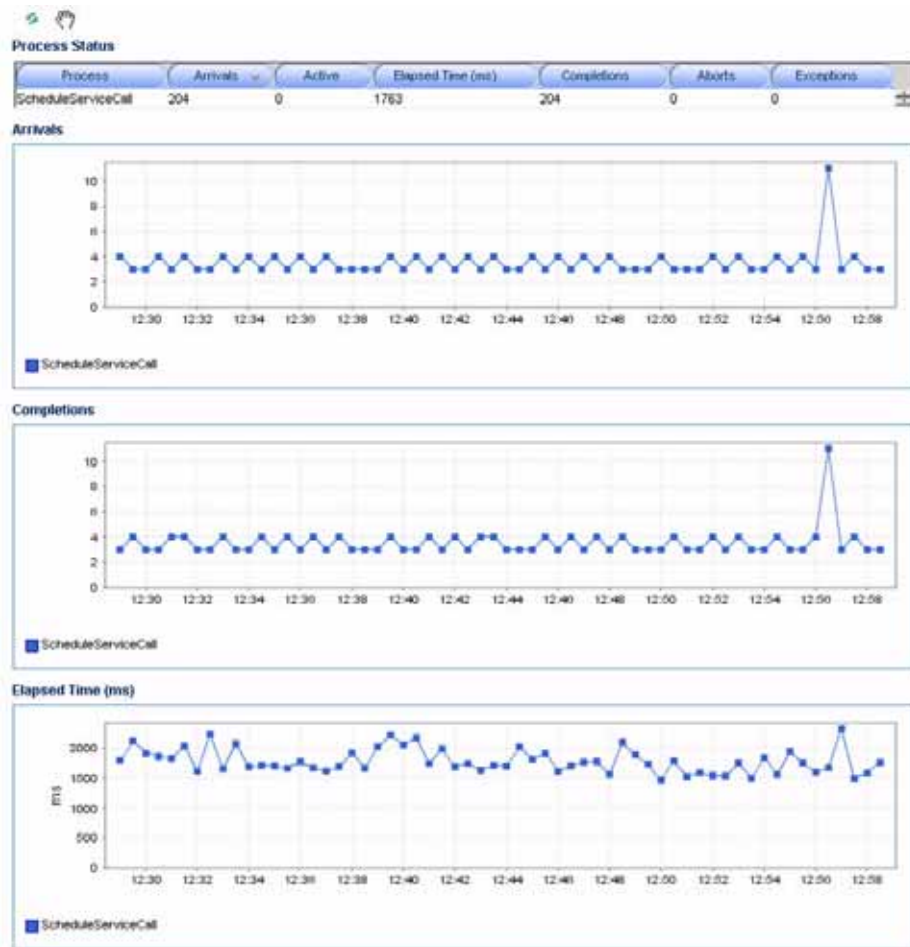 Process Status
Process Arrivals Active Elapsed Time (ms) Completions Aborts Exceptions
ScheduleServiceCall 204 0 1763 204 0 0
Arrivals
10
8
6
4
2
0
12:30 12:32 12:34 12:36 12:38 12:40 12:42 12:44 12:46 12:48 12:50 12:52 12:54 12:56 12:58
ScheduleServiceCall
Completions
10
8
6
4
2
0
12:30 12:32 12:34 12:36 12:38 12:40 12:42 12:44 12:46 12:48 12:50 12:52 12:54 12:56 12:58
ScheduleServiceCall
Elapsed Time (ms)
2000
1500
1000
500
0
ms
12:30 12:32 12:34 12:36 12:38 12:40 12:42 12:44 12:46 12:48 12:50 12:52 12:54 12:56 12:58
ScheduleServiceCall